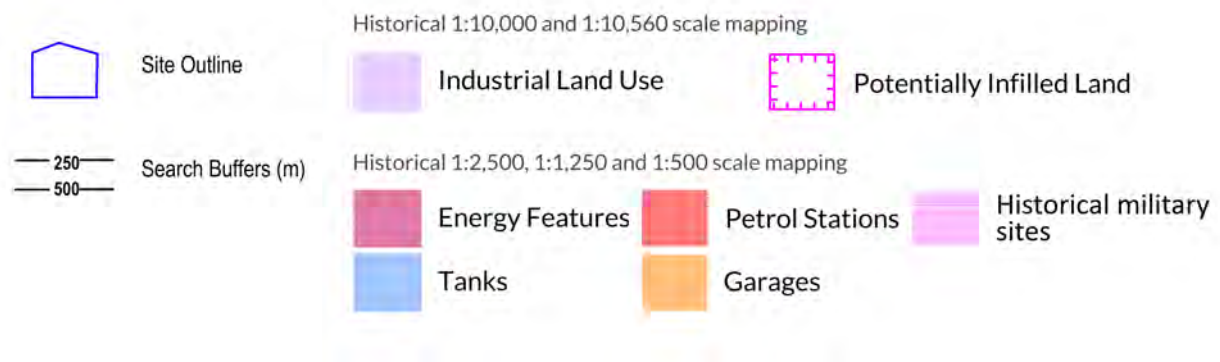 Historical 1:10,000 and 1:10,560 scale mapping
Site Outline
Industrial Land Use
Potentially Infilled Land
250
500
Search Buffers (m)
Historical 1:2,500, 1:1,250 and 1:500 scale mapping
Energy Features
Petrol Stations
Historical military
sites
Tanks
Garages